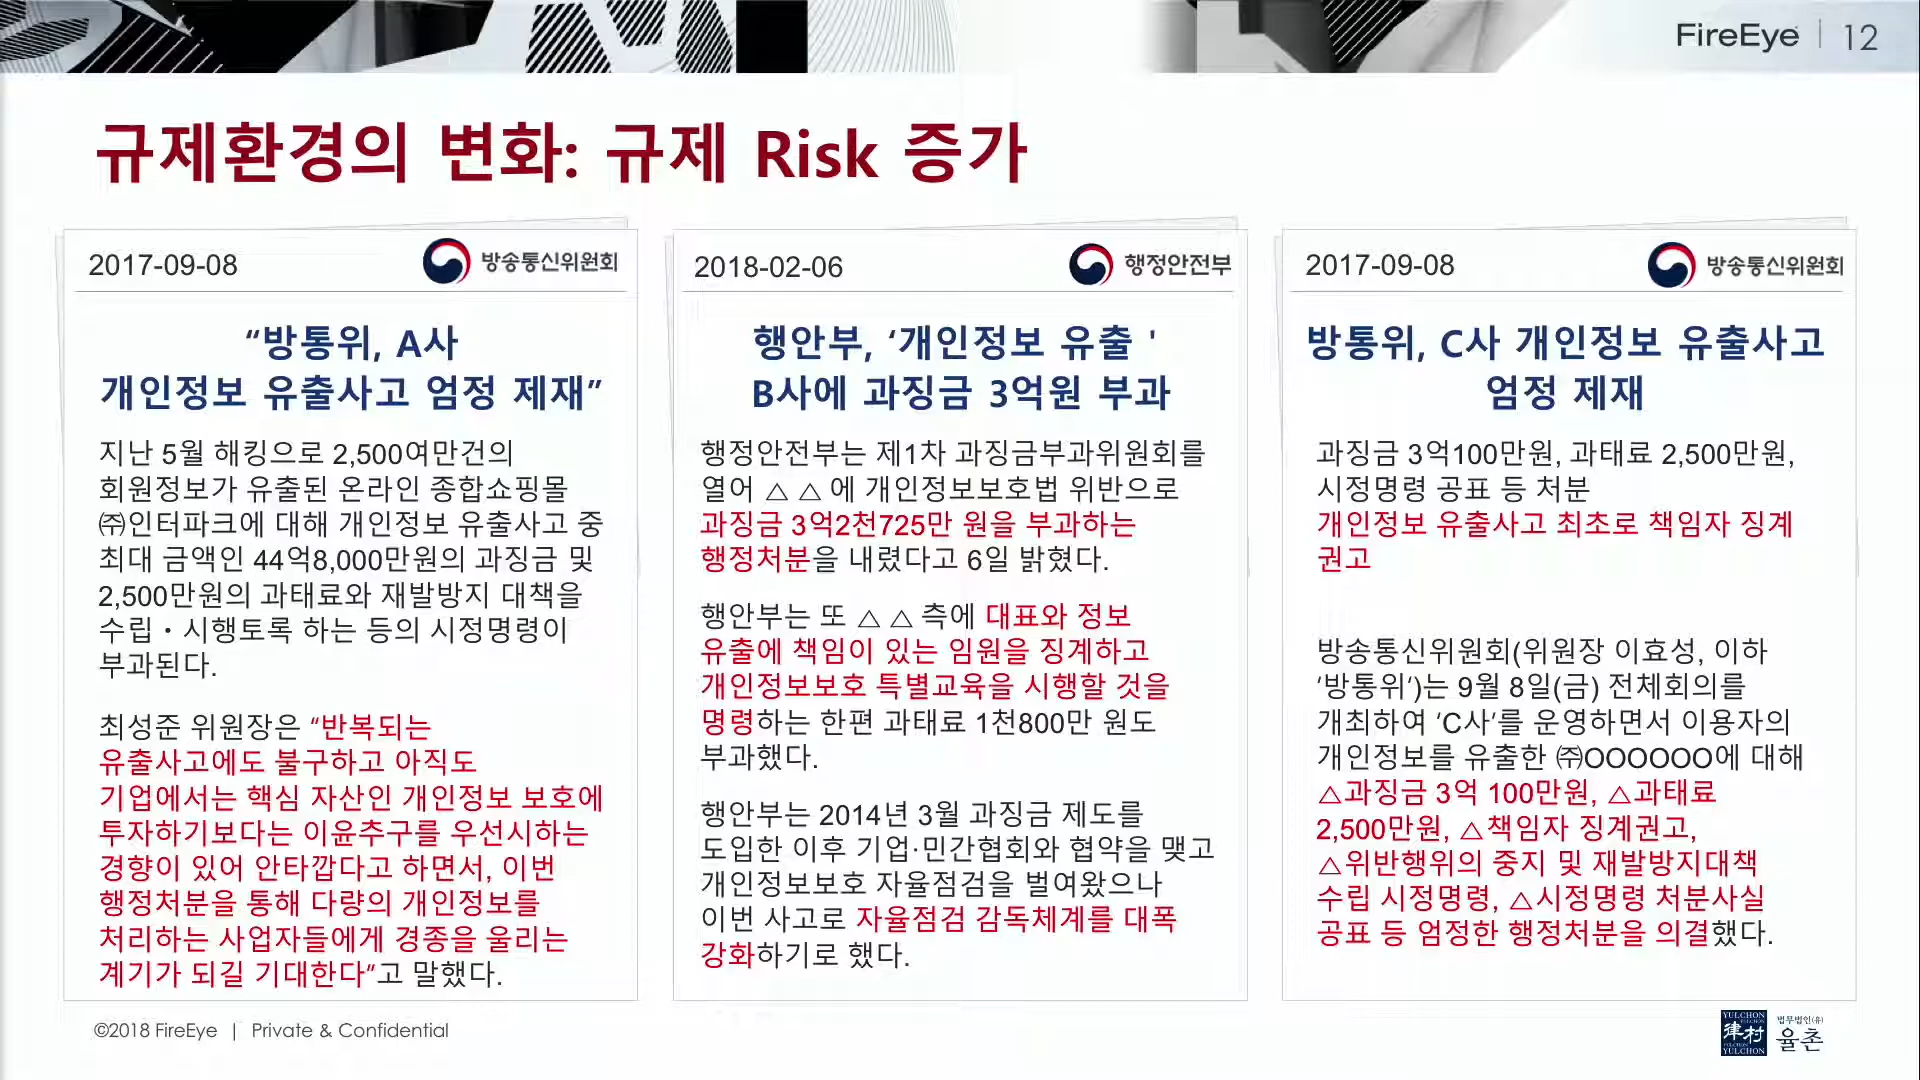 FireEye | 12
규제환경의 변화: 규제 Risk 증가
2017-09-08
방송통신위원회
“방통위, A사
개인정보 유출사고 엄정 제재”
지난 5월 해킹으로 2,500여만건의
회원정보가 유출된 온라인 종합쇼핑몰
㈜인터파크에 대해 개인정보 유출사고 중
최대 금액인 44억8,000만원의 과징금 및
2,500만원의 과태료와 재발방지 대책을
수립・시행토록 하는 등의 시정명령이
부과된다.
최성준 위원장은 “반복되는
유출사고에도 불구하고 아직도
기업에서는 핵심 자산인 개인정보 보호에
투자하기보다는 이윤추구를 우선시하는
경향이 있어 안타깝다고 하면서, 이번
행정처분을 통해 다량의 개인정보를
처리하는 사업자들에게 경종을 울리는
계기가 되길 기대한다”고 말했다.
2018-02-06
행정안전부
행안부, ‘개인정보 유출 '
B사에 과징금 3억원 부과
행정안전부는 제1차 과징금부과위원회를
열어 △ △ 에 개인정보보호법 위반으로
과징금 3억2천725만 원을 부과하는
행정처분을 내렸다고 6일 밝혔다.
행안부는 또 △ △ 측에 대표와 정보
유출에 책임이 있는 임원을 징계하고
개인정보보호 특별교육을 시행할 것을
명령하는 한편 과태료 1천800만 원도
부과했다.
행안부는 2014년 3월 과징금 제도를
도입한 이후 기업·민간협회와 협약을 맺고
개인정보보호 자율점검을 벌여왔으나
이번 사고로 자율점검 감독체계를 대폭
강화하기로 했다.
2017-09-08
방송통신위원회
방통위, C사 개인정보 유출사고
엄정 제재
과징금 3억100만원, 과태료 2,500만원,
시정명령 공표 등 처분
개인정보 유출사고 최초로 책임자 징계
권고
방송통신위원회(위원장 이효성, 이하
‘방통위’)는 9월 8일(금) 전체회의를
개최하여 ‘C사’를 운영하면서 이용자의
개인정보를 유출한 ㈜OOOOOO에 대해
△과징금 3억 100만원, △과태료
2,500만원, △책임자 징계권고,
△위반행위의 중지 및 재발방지대책
수립 시정명령, △시정명령 처분사실
공표 등 엄정한 행정처분을 의결했다.
©2018 FireEye | Private & Confidential
YULCHON
YULCHON
律村
YULCHON
YULCHON
법무법인(유)
율촌